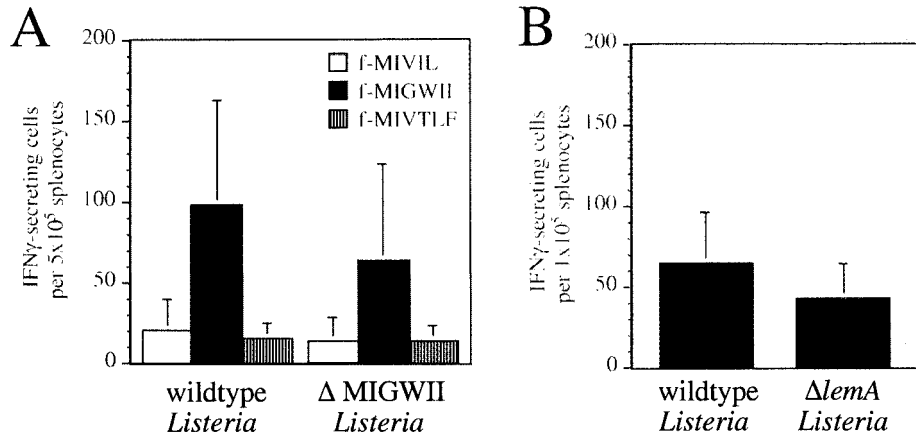 A
200
150
100
50
0
IFNγ-secreting cells
per 5x10⁵ splenocytes
f-MIVIL
f-MIGWII
f-MIVTLF
wildtype
Listeria
Δ MIGWII
Listeria
B
200
150
100
50
0
IFNγ-secreting cells
per 1x10⁵ splenocytes
wildtype
Listeria
ΔlemA
Listeria